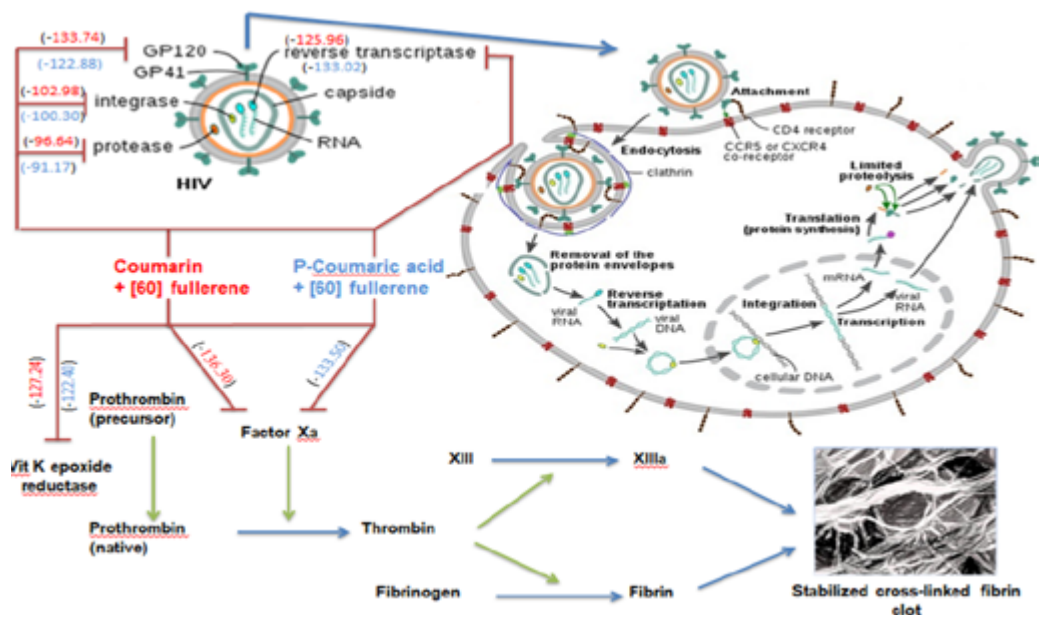 (-133.74)
(-122.88)
GP120
GP41
(-125.96)
reverse transcriptase
(-133.02)
(-102.98)
integrase
(-100.30)
capside
(-96.64)
protease
(-91.17)
RNA
HIV
Attachment
CD4 receptor
CCR5 or CXCR4
co-receptor
Endocytosis
clathrin
Limited
proteolysis
Translation
(protein synthesis)
Removal of the
protein envelopes
mRNA
Reverse
transcription
viral
RNA
viral
DNA
Integration
viral
RNA
Transcription
cellular DNA
Coumarin
+ [60] fullerene
P-Coumaric acid
+ [60] fullerene
(-127.24)
(-122.40)
(-136.30)
(-133.50)
Prothrombin
(precursor)
Factor Xa
Vit K epoxide
reductase
XIII
XIIIa
Prothrombin
(native)
Thrombin
Fibrinogen
Fibrin
Stabilized cross-linked fibrin
clot